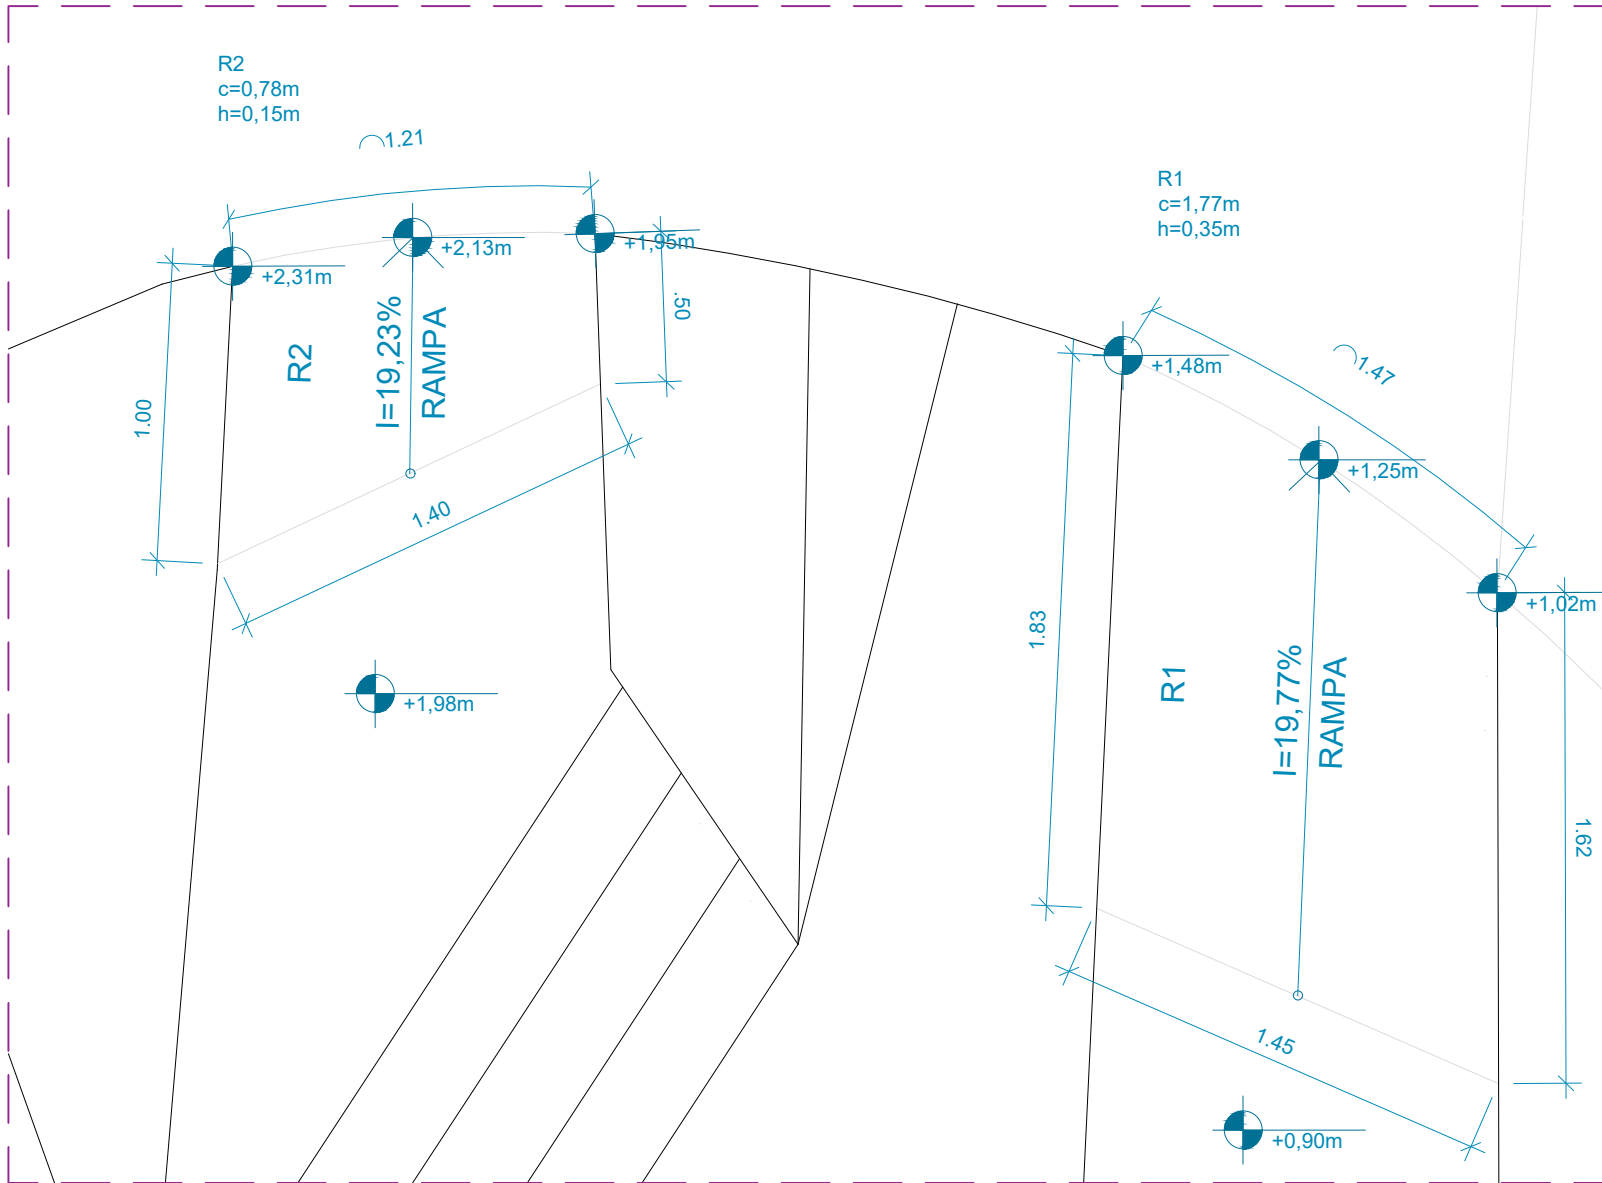 R2
c=0,78m
h=0,15m
1.21
R1
c=1,77m
h=0,35m
+2,31m
+2,13m
+1,95m
.50
1.00
R2
I=19,23%
RAMPA
1.40
+1,98m
+1,48m
1.47
+1,25m
+1,02m
1.83
R1
I=19,77%
RAMPA
1.62
1.45
+0,90m